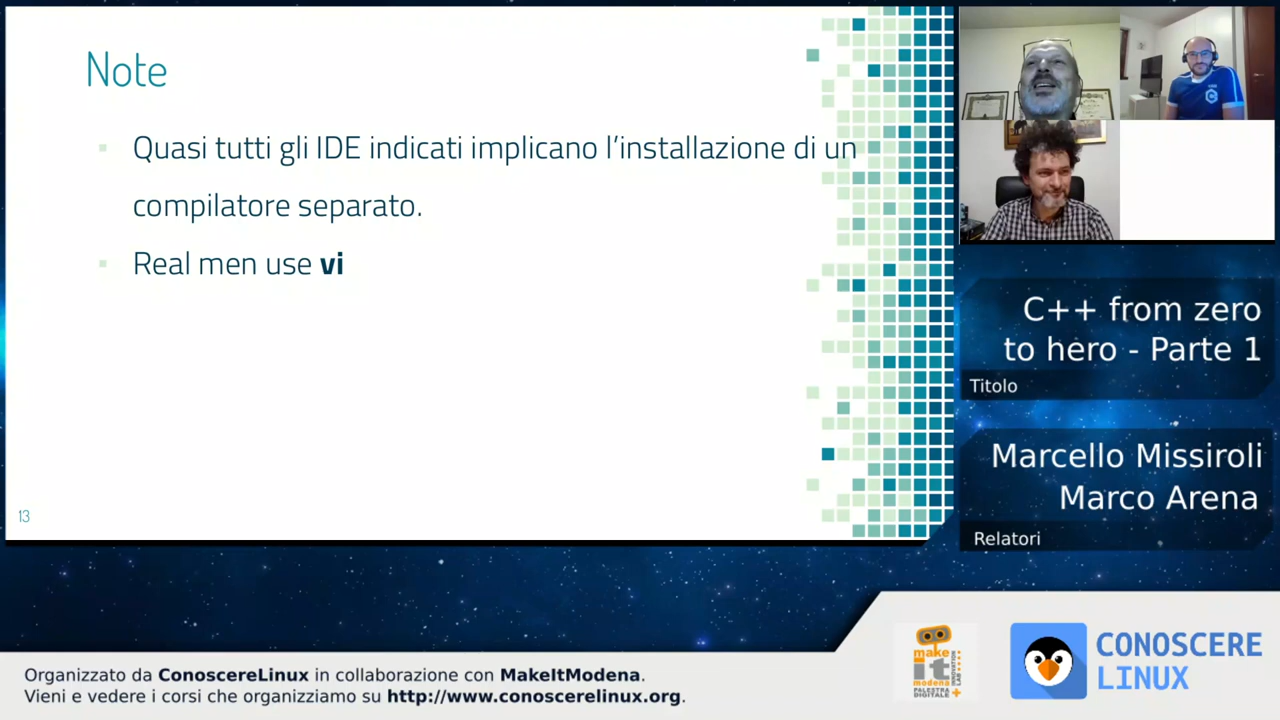 Note
Quasi tutti gli IDE indicati implicano l’installazione di un
compilatore separato.
Real men use vi
13
C++ from zero
to hero - Parte 1
Titolo
Marcello Missiroli
Marco Arena
Relatori
make
it
modena
PALESTRA
DIGITALE
INNOVATION
LAB
CONOSCERE
LINUX
Organizzato da ConoscereLinux in collaborazione con MakeItModena.
Vieni e vedere i corsi che organizziamo su http://www.conoscerelinux.org.